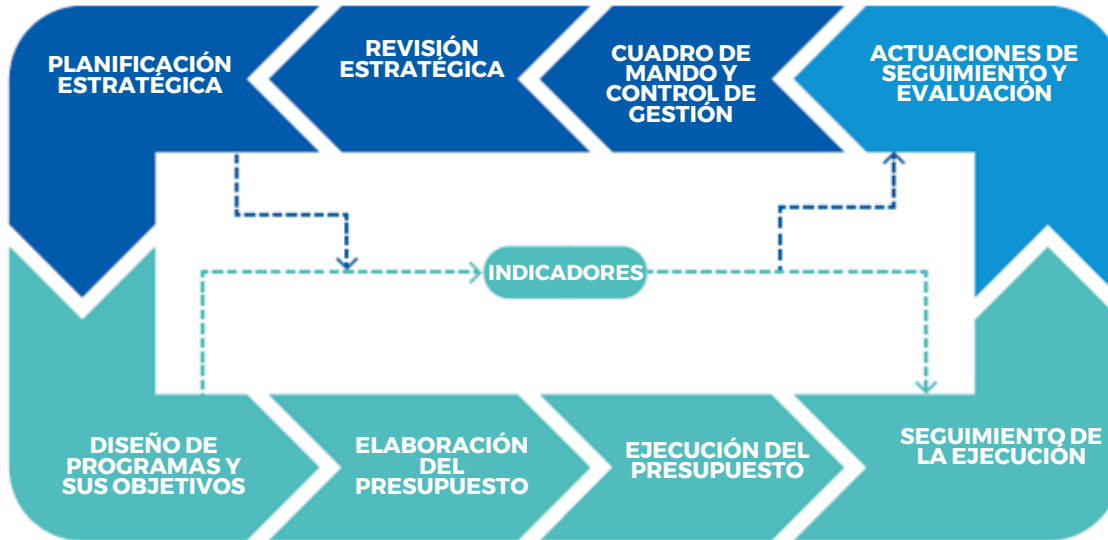 PLANIFICACIÓN
ESTRATÉGICA
REVISIÓN
ESTRATÉGICA
CUADRO DE
MANDO Y
CONTROL DE
GESTIÓN
ACTUACIONES DE
SEGUIMIENTO Y
EVALUACIÓN
INDICADORES
DISEÑO DE
PROGRAMAS Y
SUS OBJETIVOS
ELABORACIÓN
DEL
PRESUPUESTO
EJECUCIÓN DEL
PRESUPUESTO
SEGUIMIENTO DE
LA EJECUCIÓN